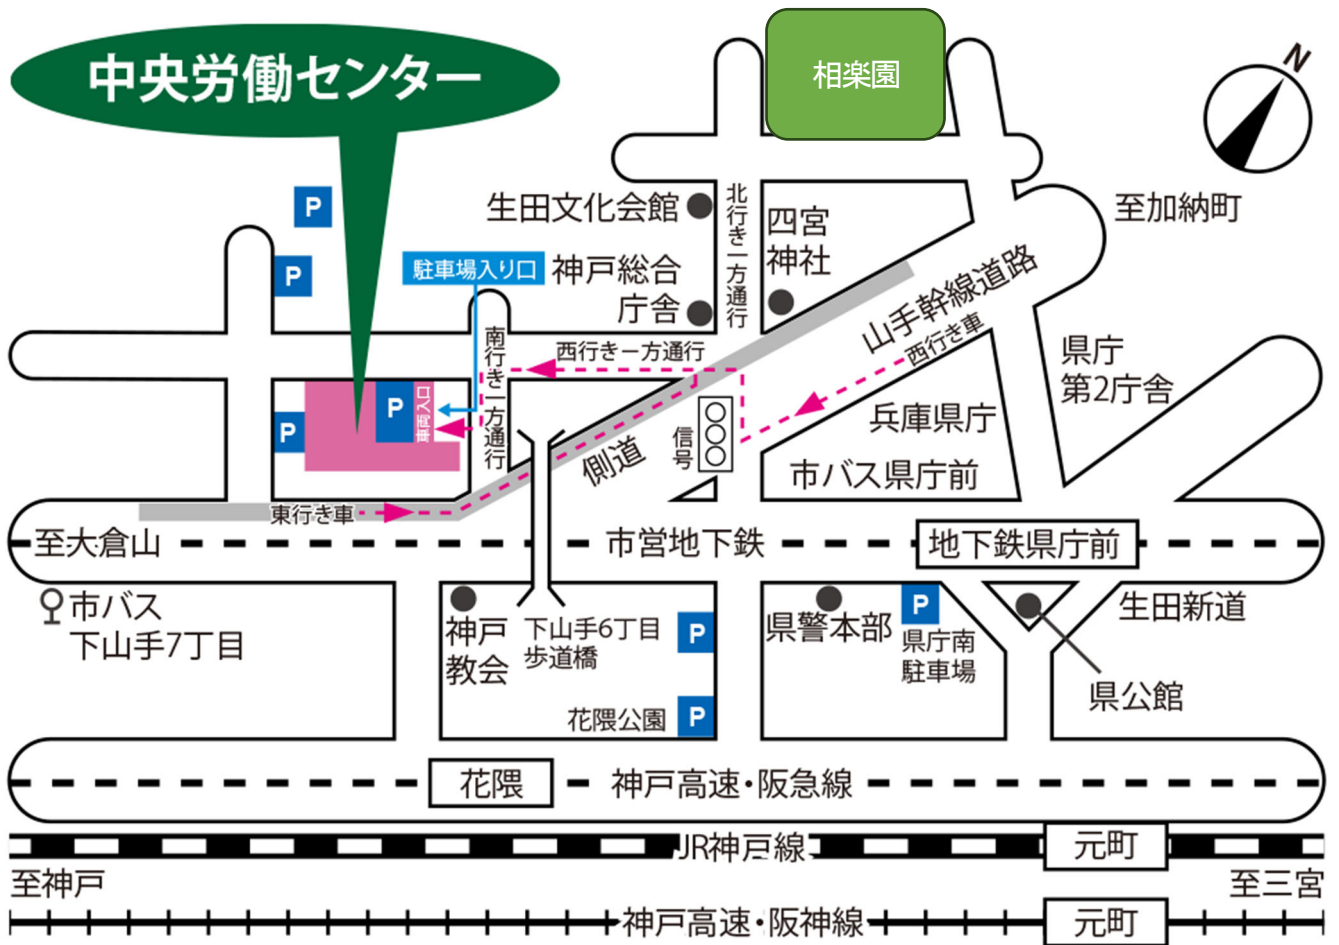 中央労働センター
相楽園
N
P
生田文化会館
北行き一方通行
四宮
神社
至加納町
P
駐車場入り口
神戸総合
庁舎
山手幹線道路
西行き車
南行き一方通行
西行き一方通行
県庁
第2庁舎
P
P
車両入口
兵庫県庁
信号
側道
市バス県庁前
東行き車
至大倉山
市営地下鉄
地下鉄県庁前
市バス
下山手7丁目
神戸
教会
下山手6丁目
歩道橋
P
県警本部
P
県庁南
駐車場
生田新道
県公館
花隈公園
P
花隈
神戸高速・阪急線
JR神戸線
元町
至神戸
至三宮
神戸高速・阪神線
元町